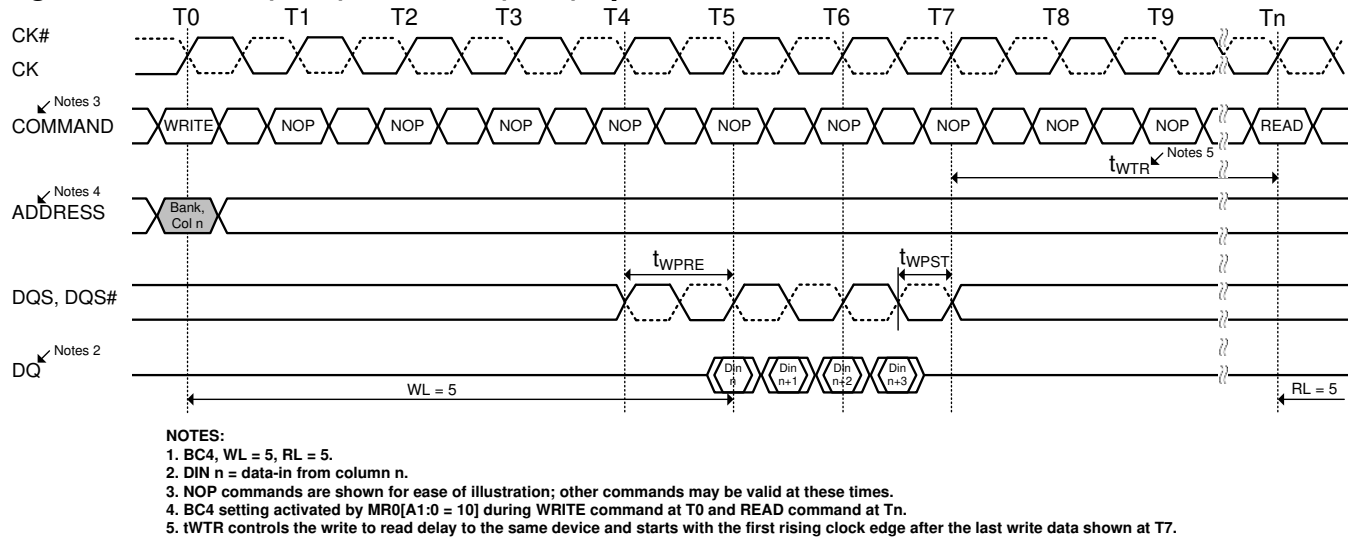 T0 T1 T2 T3 T4 T5 T6 T7 T8 T9 Tn
CK#
CK
Notes 3
COMMAND WRITE NOP NOP NOP NOP NOP NOP NOP NOP NOP READ
tWTR Notes 5
Notes 4
ADDRESS
Bank,
Col n
tWPRE tWPST
DQS, DQS#
Notes 2
DQ
Din n Din n+1 Din n+2 Din n+3
WL = 5 RL = 5
NOTES:
1. BC4, WL = 5, RL = 5.
2. DIN n = data-in from column n.
3. NOP commands are shown for ease of illustration; other commands may be valid at these times.
4. BC4 setting activated by MR0[A1:0 = 10] during WRITE command at T0 and READ command at Tn.
5. tWTR controls the write to read delay to the same device and starts with the first rising clock edge after the last write data shown at T7.